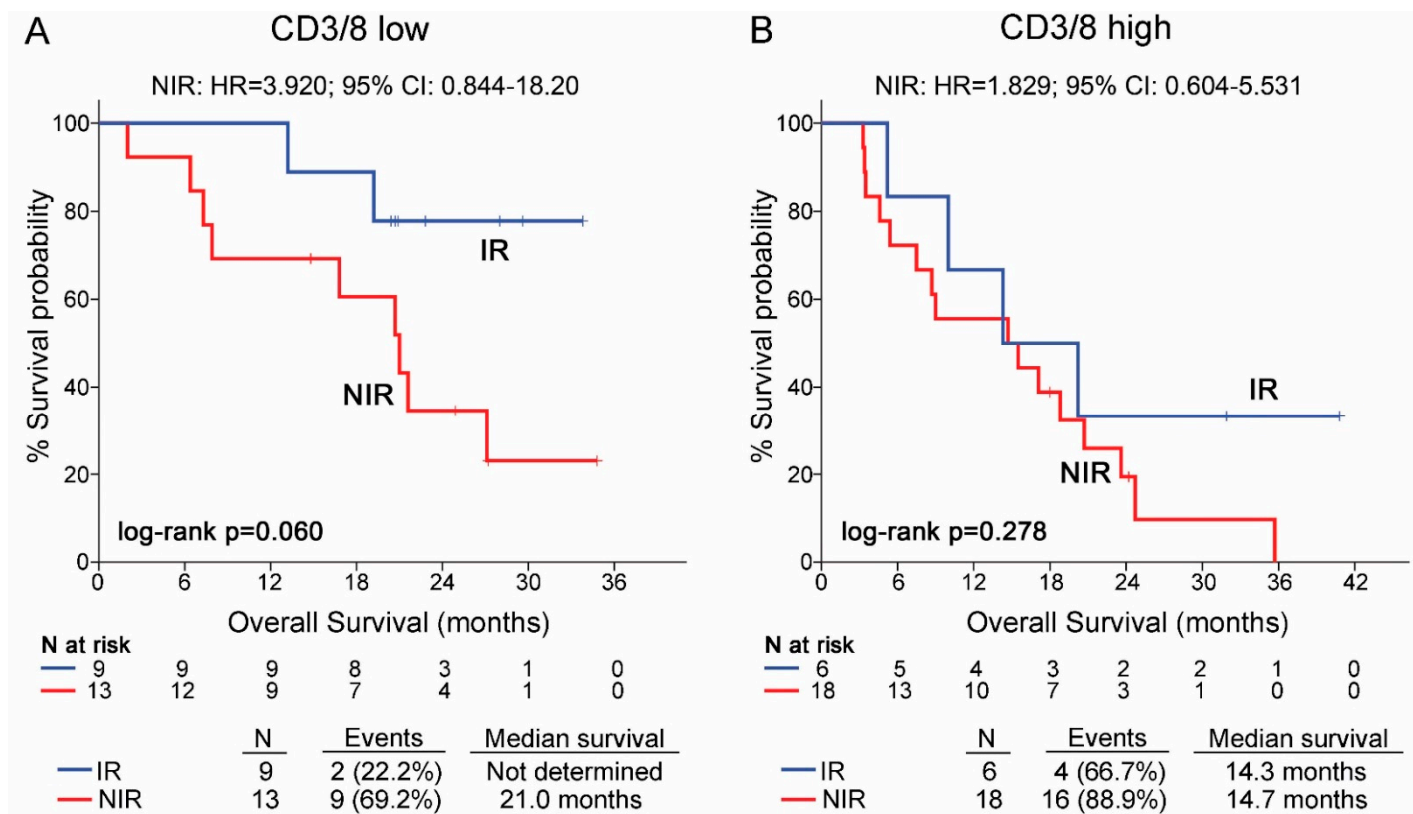 A
CD3/8 low
NIR: HR=3.920; 95% CI: 0.844-18.20
100
80
60
40
20
0
% Survival probability
IR
NIR
log-rank p=0.060
0 6 12 18 24 30 36
Overall Survival (months)
N at risk
9 9 9 8 3 1 0
13 12 9 7 4 1 0
N Events Median survival
IR 9 2 (22.2%) Not determined
NIR 13 9 (69.2%) 21.0 months
B
CD3/8 high
NIR: HR=1.829; 95% CI: 0.604-5.531
100
80
60
40
20
0
% Survival probability
IR
NIR
log-rank p=0.278
0 6 12 18 24 30 36 42
Overall Survival (months)
N at risk
6 5 4 3 2 2 1 0
18 13 10 7 3 1 0 0
N Events Median survival
IR 6 4 (66.7%) 14.3 months
NIR 18 16 (88.9%) 14.7 months